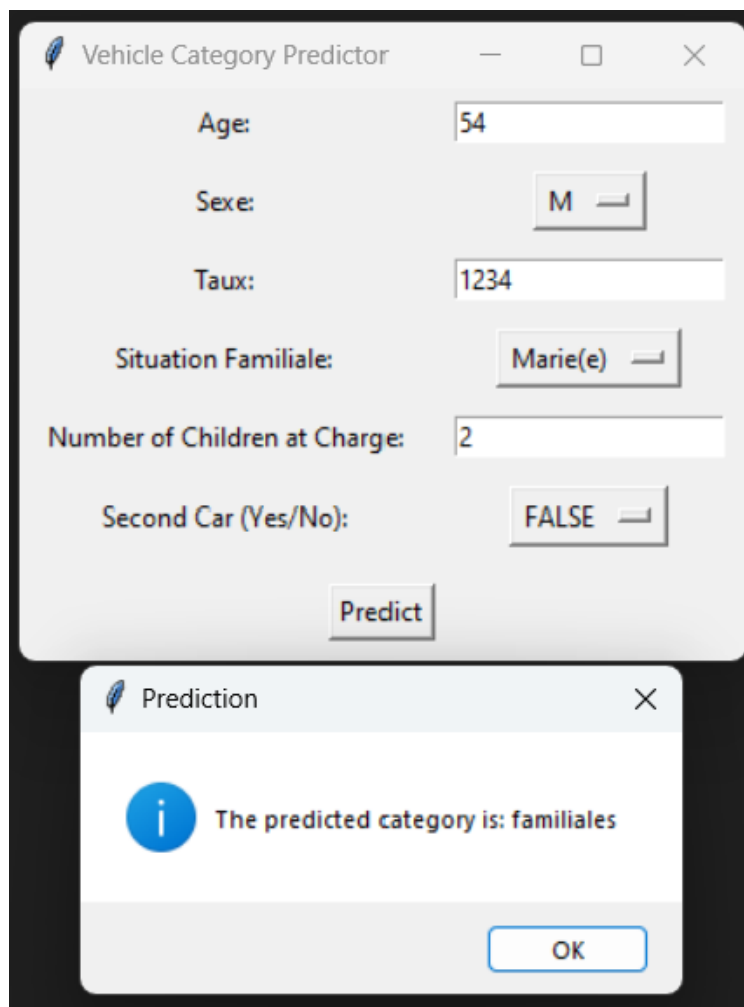 Vehicle Category Predictor
Age: 54
Sexe: M
Taux: 1234
Situation Familiale: Marie(e)
Number of Children at Charge: 2
Second Car (Yes/No): FALSE
Predict
Prediction
The predicted category is: familiales
OK